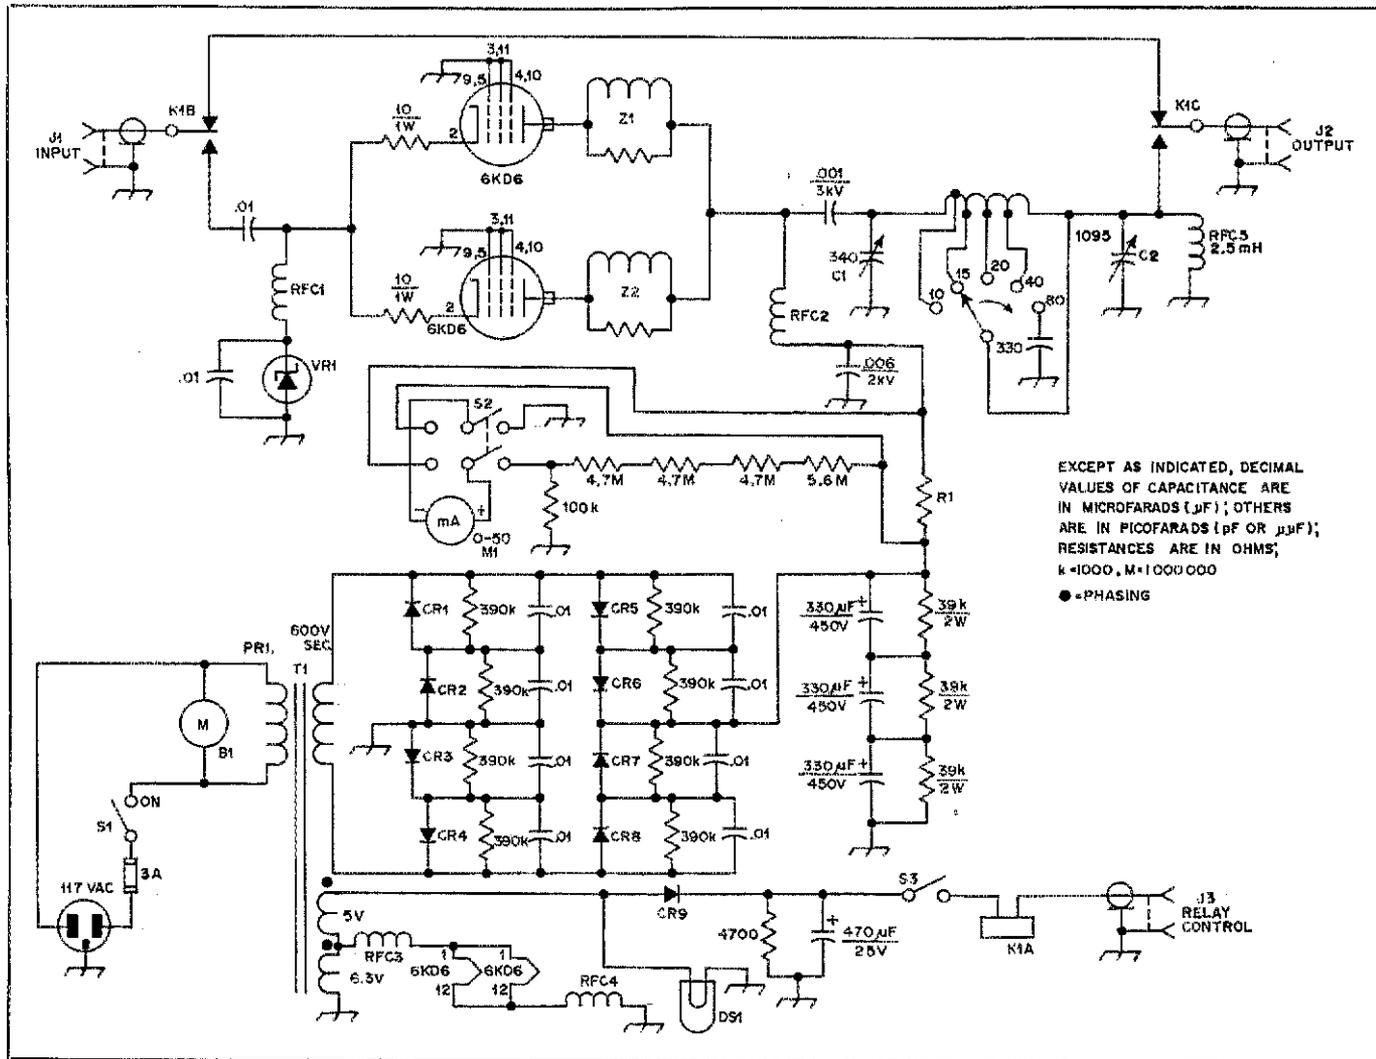 3,11
9,5
4,10
K1B
10
1W
2
Z1
K1C
J1
INPUT
6KD6
J2
OUTPUT
.001
3kV
.01
3,11
9,5
4,10
340
C1
1095
C2
RFC5
2.5mH
RFC1
10
1W
2
6KD6
Z2
RFC2
10
15
20
40
80
330
.01
VR1
.006
2kV
S2
4.7M
4.7M
4.7M
5.6M
R1
100k
mA
-
+
0-50
M1
EXCEPT AS INDICATED, DECIMAL
VALUES OF CAPACITANCE ARE
IN MICROFARADS (µF); OTHERS
ARE IN PICOFARADS (pF OR µµF);
RESISTANCES ARE IN OHMS;
k=1000, M=1000000
●=PHASING
PRI.
T1
600V
SEC.
CR1
390k
.01
CR5
390k
.01
330µF
450V
+
39k
2W
CR2
390k
.01
CR6
390k
.01
330µF
450V
+
39k
2W
M
B1
CR3
390k
.01
CR7
390k
.01
330µF
450V
+
39k
2W
CR4
390k
.01
CR8
390k
.01
ON
S1
3A
117 VAC
5V
6.3V
RFC3
1
6KD6
12
1
6KD6
12
RFC4
CR9
4700
+
470µF
25V
DS1
S3
K1A
J3
RELAY
CONTROL